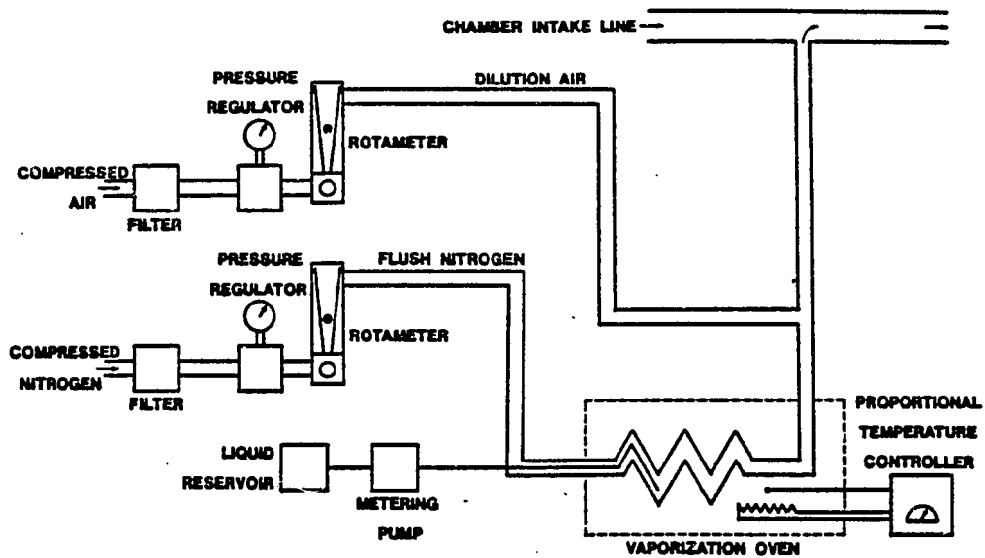 CHAMBER INTAKE LINE
PRESSURE
REGULATOR
DILUTION AIR
ROTAMETER
COMPRESSED
AIR
FILTER
PRESSURE
REGULATOR
FLUSH NITROGEN
ROTAMETER
COMPRESSED
NITROGEN
FILTER
LIQUID
RESERVOIR
METERING
PUMP
PROPORTIONAL
TEMPERATURE
CONTROLLER
VAPORIZATION OVEN